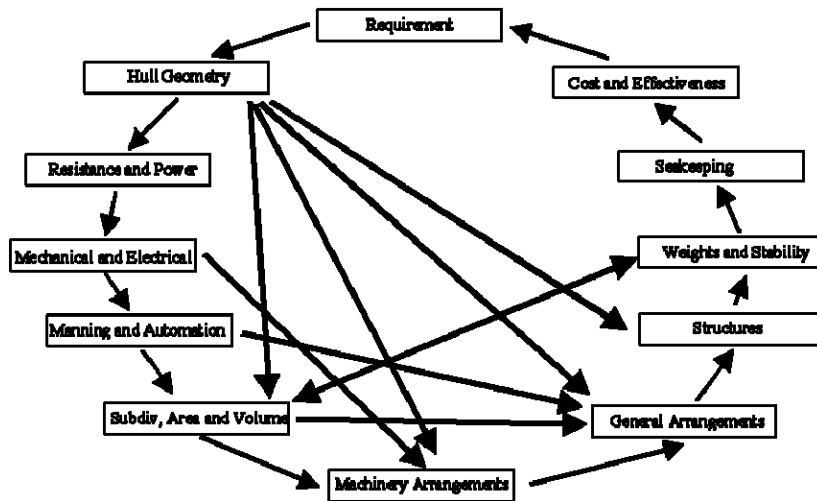 Requirement
Hull Geometry
Cost and Effectiveness
Resistance and Power
Seakeeping
Mechanical and Electrical
Weights and Stability
Manning and Automation
Structures
Subdiv, Area and Volume
General Arrangements
Machinery Arrangements